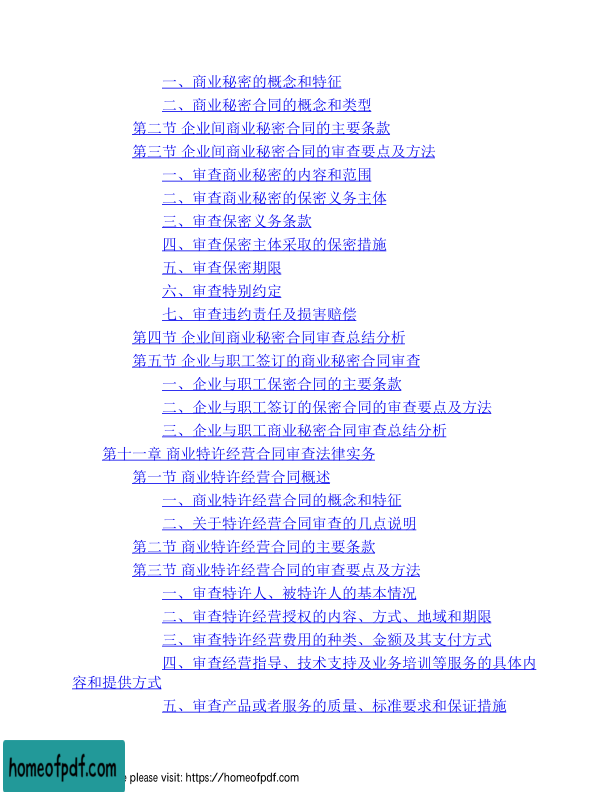 一、商业秘密的概念和特征
二、商业秘密合同的概念和类型
第二节 企业间商业秘密合同的主要条款
第三节 企业间商业秘密合同的审查要点及方法
一、审查商业秘密的内容和范围
二、审查商业秘密的保密义务主体
三、审查保密义务条款
四、审查保密主体采取的保密措施
五、审查保密期限
六、审查特别约定
七、审查违约责任及损害赔偿
第四节 企业间商业秘密合同审查总结分析
第五节 企业与职工签订的商业秘密合同审查
一、企业与职工保密合同的主要条款
二、企业与职工签订的保密合同的审查要点及方法
三、企业与职工商业秘密合同审查总结分析
第十一章 商业特许经营合同审查法律实务
第一节 商业特许经营合同概述
一、商业特许经营合同的概念和特征
二、关于特许经营合同审查的几点说明
第二节 商业特许经营合同的主要条款
第三节 商业特许经营合同的审查要点及方法
一、审查特许人、被特许人的基本情况
二、审查特许经营授权的内容、方式、地域和期限
三、审查特许经营费用的种类、金额及其支付方式
四、审查经营指导、技术支持及业务培训等服务的具体内
容和提供方式
五、审查产品或者服务的质量、标准要求和保证措施
homeofpdf.com
please visit: https://homeofpdf.com